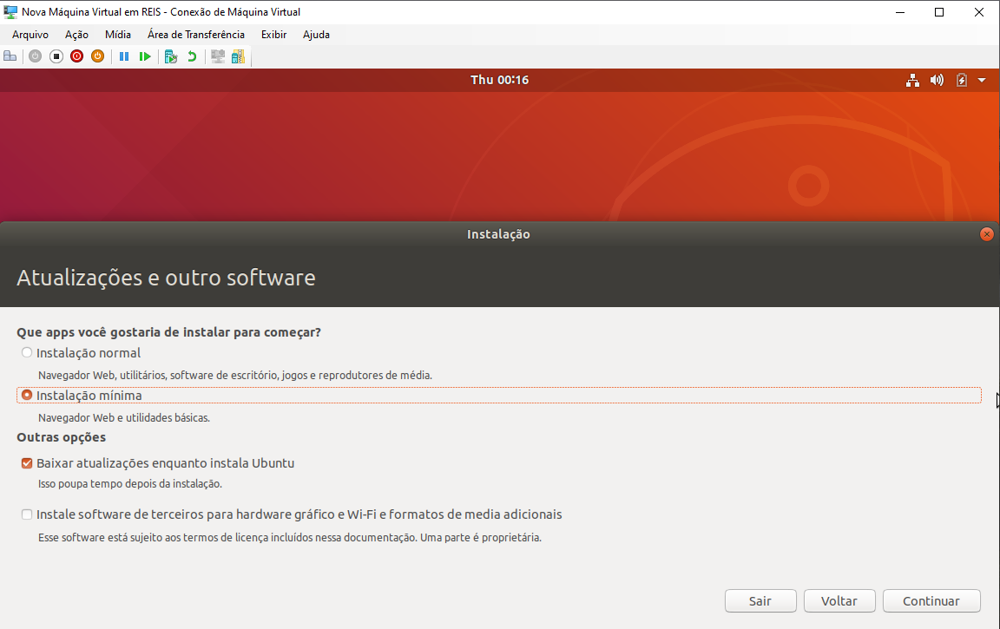 Nova Máquina Virtual em REIS - Conexão de Máquina Virtual
Arquivo Ação Mídia Área de Transferência Exibir Ajuda
Thu 00:16
Instalação
Atualizações e outro software
Que apps você gostaria de instalar para começar?
Instalação normal
Navegador Web, utilitários, software de escritório, jogos e reprodutores de média.
Instalação mínima
Navegador Web e utilidades básicas.
Outras opções
Baixar atualizações enquanto instala Ubuntu
Isso poupa tempo depois da instalação.
Instale software de terceiros para hardware gráfico e Wi-Fi e formatos de media adicionais
Esse software está sujeito aos termos de licença incluídos nessa documentação. Uma parte é proprietária.
Sair Voltar Continuar